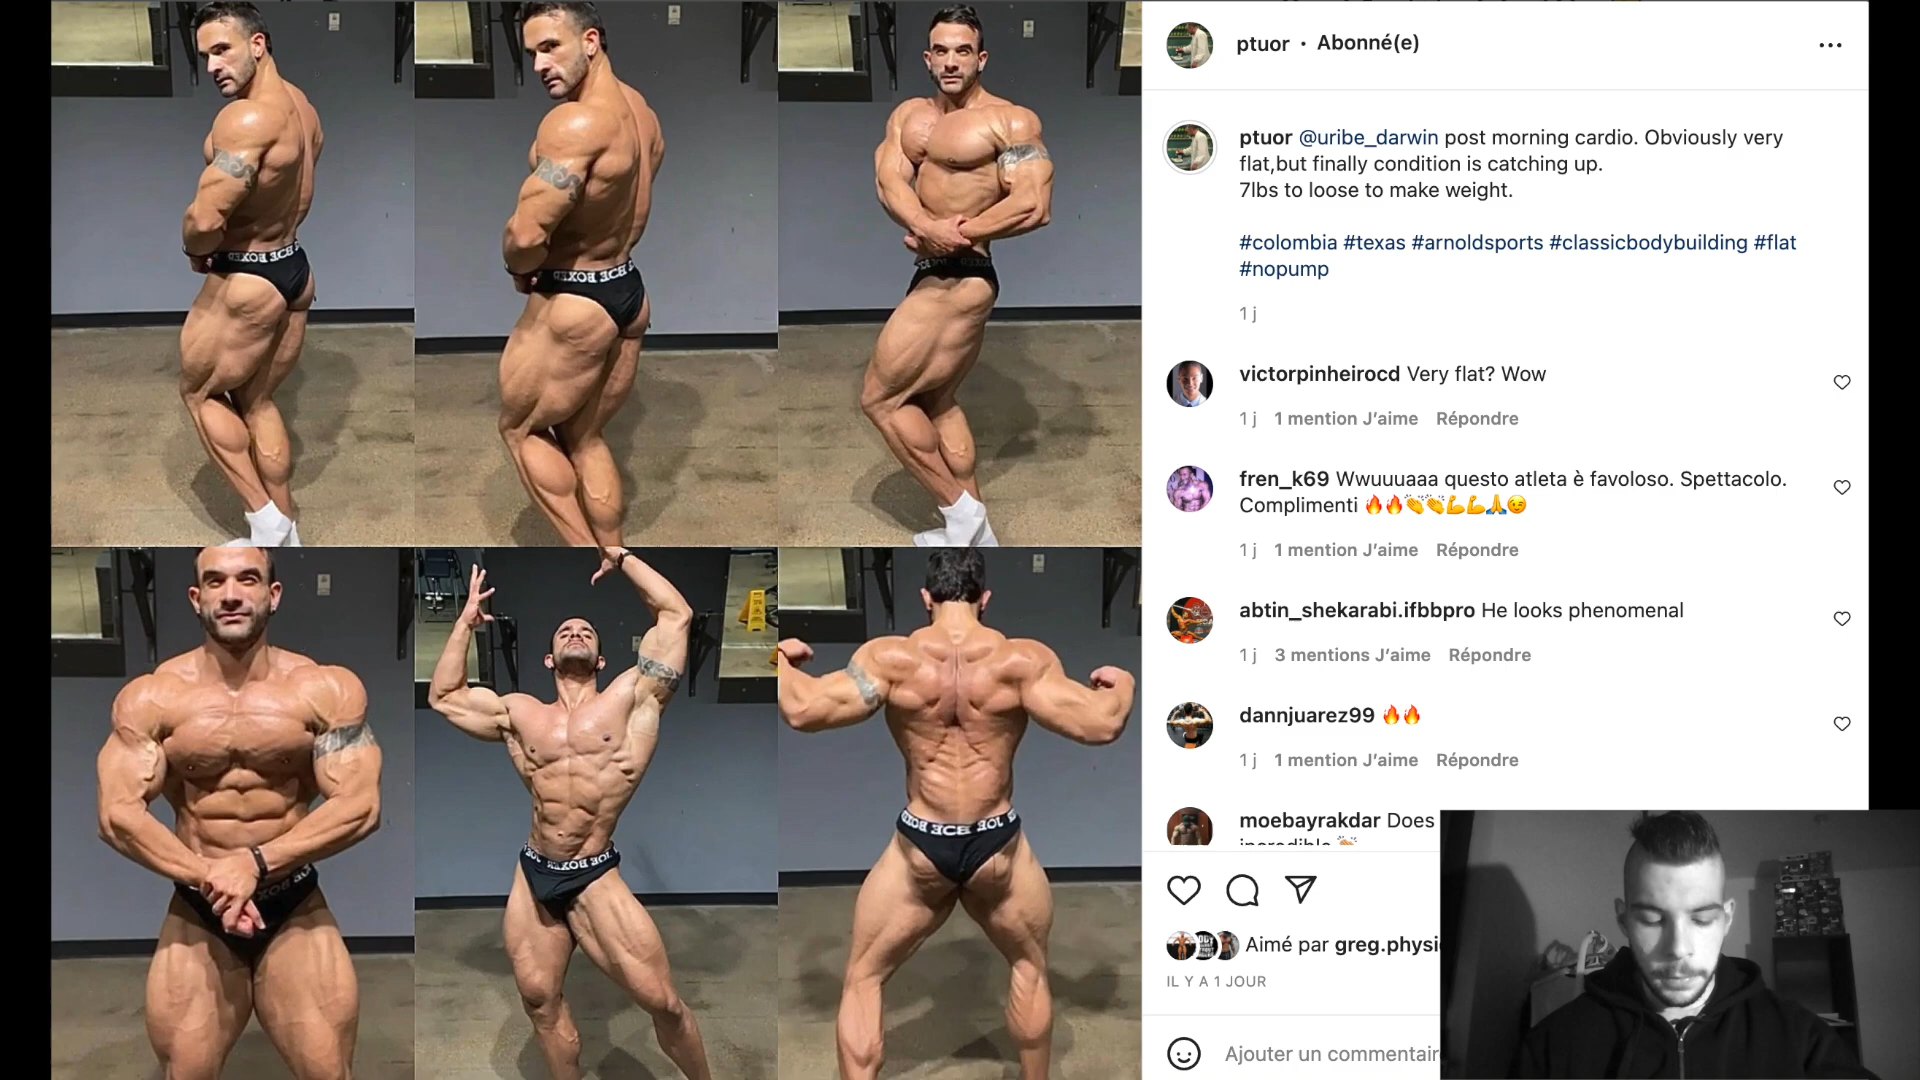 ptuor • Abonné(e)
ptuor @uribe_darwin post morning cardio. Obviously very
flat,but finally condition is catching up.
7lbs to loose to make weight.
#colombia #texas #arnoldsports #classicbodybuilding #flat
#nopump
1 j
victorpinheirocd Very flat? Wow
1 j 1 mention J’aime Répondre
fren_k69 Wwuuuaaa questo atleta è favoloso. Spettacolo.
Complimenti 🔥🔥👏👏💪💪🙏😉
1 j 1 mention J’aime Répondre
abtin_shekarabi.ifbbpro He looks phenomenal
1 j 3 mentions J’aime Répondre
dannjuarez99 🔥🔥
1 j 1 mention J’aime Répondre
moebayrakdar Does
Aimé par greg.physi
IL Y A 1 JOUR
Ajouter un commentair